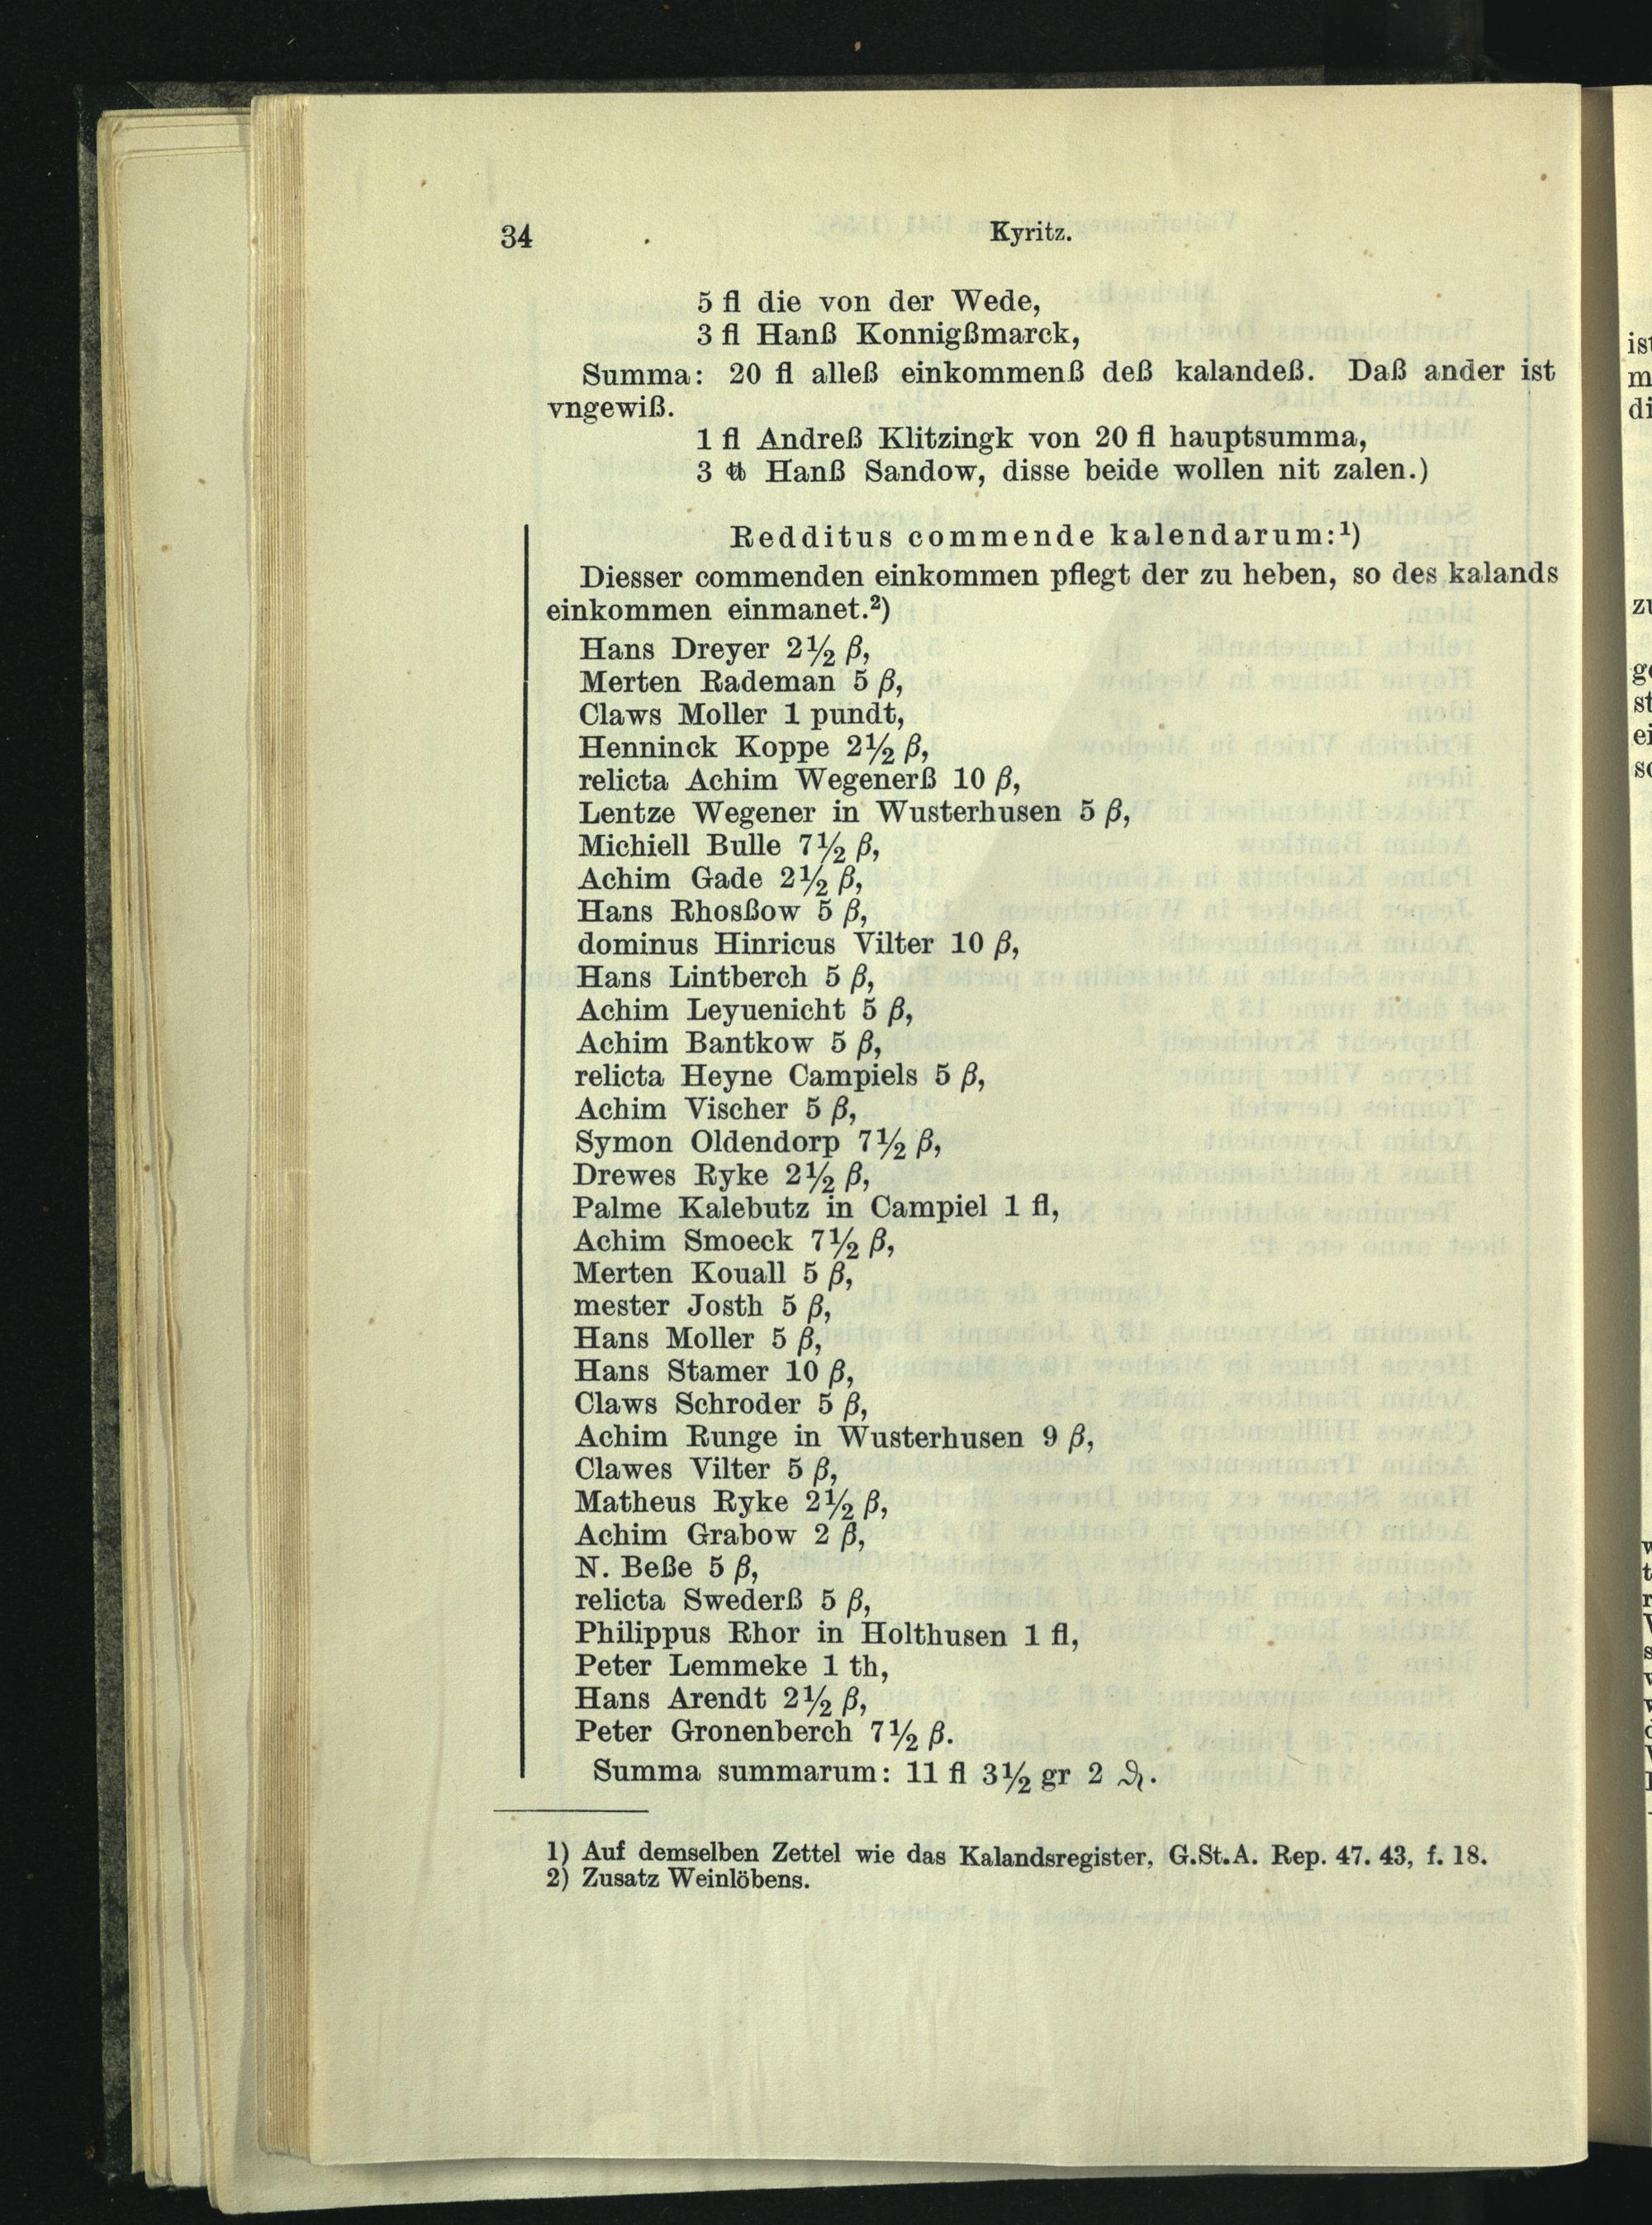 34
Kyritz.
5 fl die von der Wede,
3 fl Hanß Konnigßmarck,
Summa: 20 fl alleß einkommenß deß kalandeß. Daß ander ist
vngewiß.
1 fl Andreß Klitzingk von 20 fl hauptsumma,
3 ℔ Hanß Sandow, disse beide wollen nit zalen.)
Redditus commende kalendarum:¹)
Diesser commenden einkommen pflegt der zu heben, so des kalands
einkommen einmanet.²)
Hans Dreyer 2½ β,
Merten Rademan 5 β,
Claws Moller 1 pundt,
Henninck Koppe 2½ β,
relicta Achim Wegenerß 10 β,
Lentze Wegener in Wusterhusen 5 β,
Michiell Bulle 7½ β,
Achim Gade 2½ β,
Hans Rhosßow 5 β,
dominus Hinricus Vilter 10 β,
Hans Lintberch 5 β,
Achim Leyuenicht 5 β,
Achim Bantkow 5 β,
relicta Heyne Campiels 5 β,
Achim Vischer 5 β,
Symon Oldendorp 7½ β,
Drewes Ryke 2½ β,
Palme Kalebutz in Campiel 1 fl,
Achim Smoeck 7½ β,
Merten Kouall 5 β,
mester Josth 5 β,
Hans Moller 5 β,
Hans Stamer 10 β,
Claws Schroder 5 β,
Achim Runge in Wusterhusen 9 β,
Clawes Vilter 5 β,
Matheus Ryke 2½ β,
Achim Grabow 2 β,
N. Beße 5 β,
relicta Swederß 5 β,
Philippus Rhor in Holthusen 1 fl,
Peter Lemmeke 1 th,
Hans Arendt 2½ β,
Peter Gronenberch 7½ β.
Summa summarum: 11 fl 3½ gr 2 ₰.
1) Auf demselben Zettel wie das Kalandsregister, G.St.A. Rep. 47. 43, f. 18.
2) Zusatz Weinlöbens.